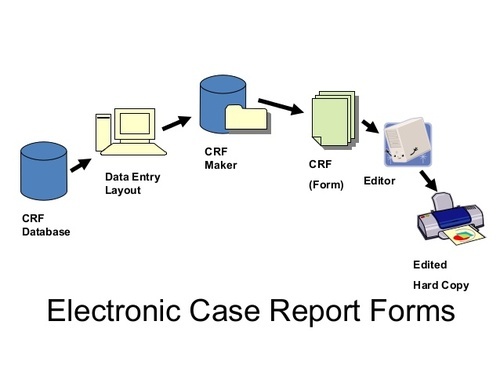 CRF
Database
Data Entry
Layout
CRF
Maker
CRF
(Form)
Editor
Edited
Hard Copy
Electronic Case Report Forms